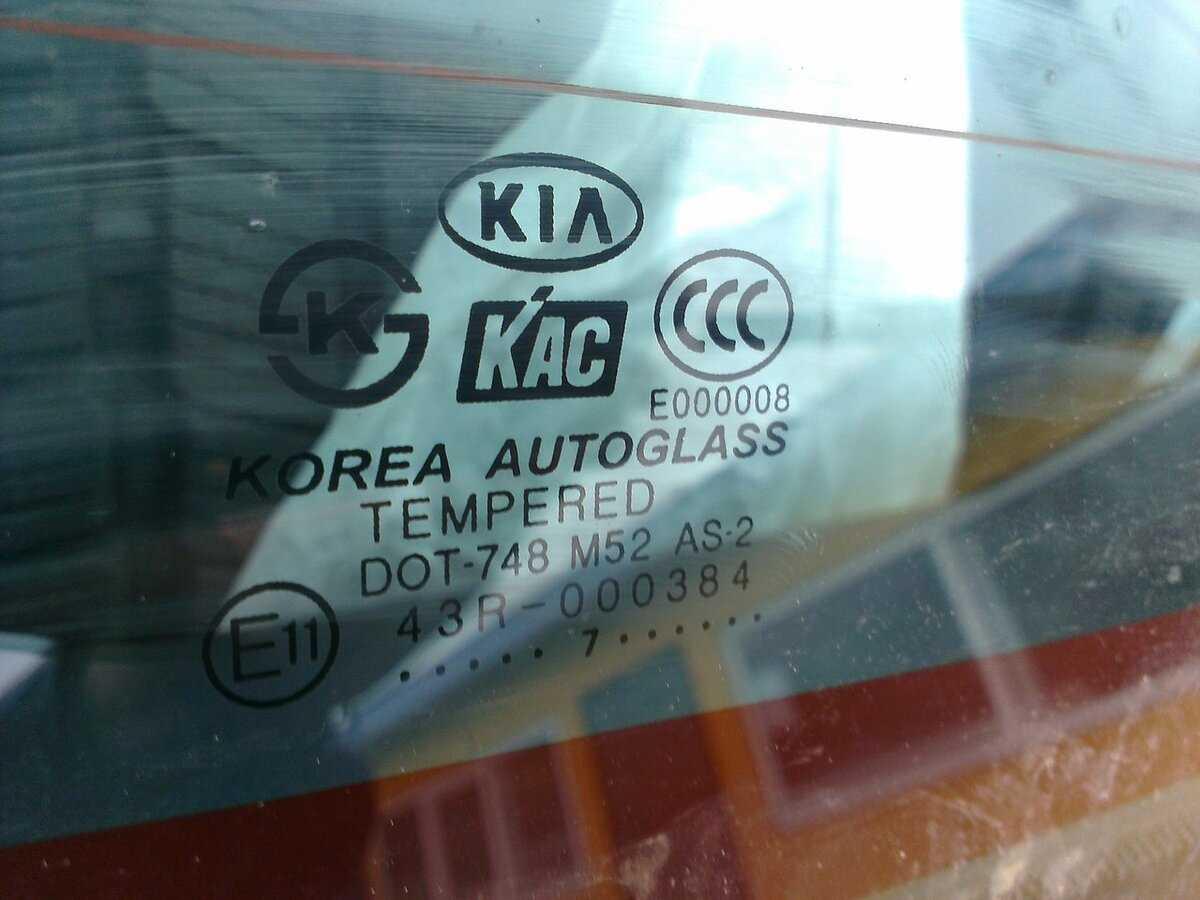 KIA
K
KAC
CCC
E000008
KOREA AUTOGLASS
TEMPERED
DOT-748 M52 AS-2
E11
43R-000384
.....7......